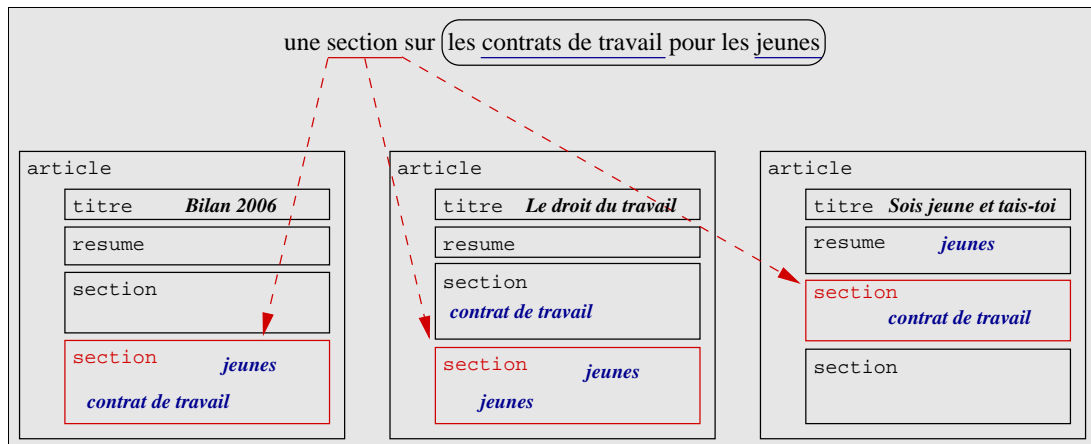 une section sur les contrats de travail pour les jeunes
article
titre Bilan 2006
resume
section
section jeunes
contrat de travail
article
titre Le droit du travail
resume
section
contrat de travail
section jeunes
jeunes
article
titre Sois jeune et tais-toi
resume jeunes
section
contrat de travail
section